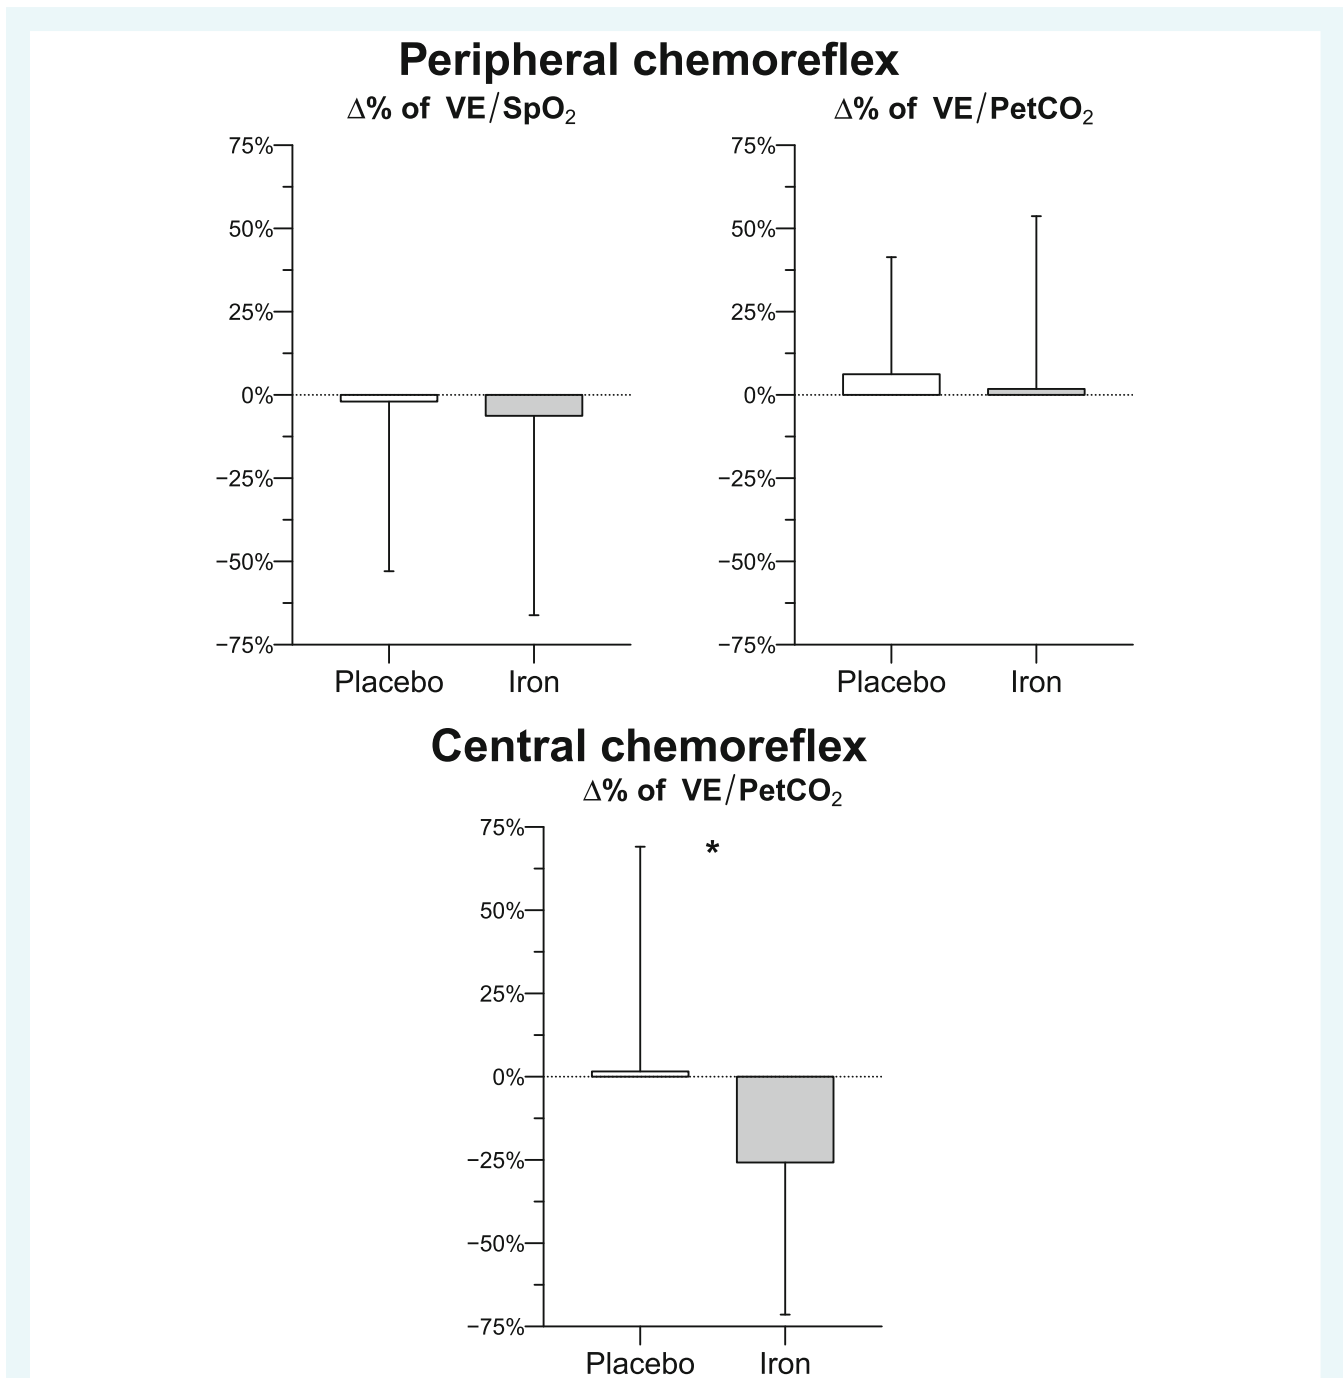 Peripheral chemoreflex
Δ% of VE/SpO₂
75%
50%
25%
0%
−25%
−50%
−75%
Placebo Iron
Δ% of VE/PetCO₂
75%
50%
25%
0%
−25%
−50%
−75%
Placebo Iron
Central chemoreflex
Δ% of VE/PetCO₂
75%
*
50%
25%
0%
−25%
−50%
−75%
Placebo Iron